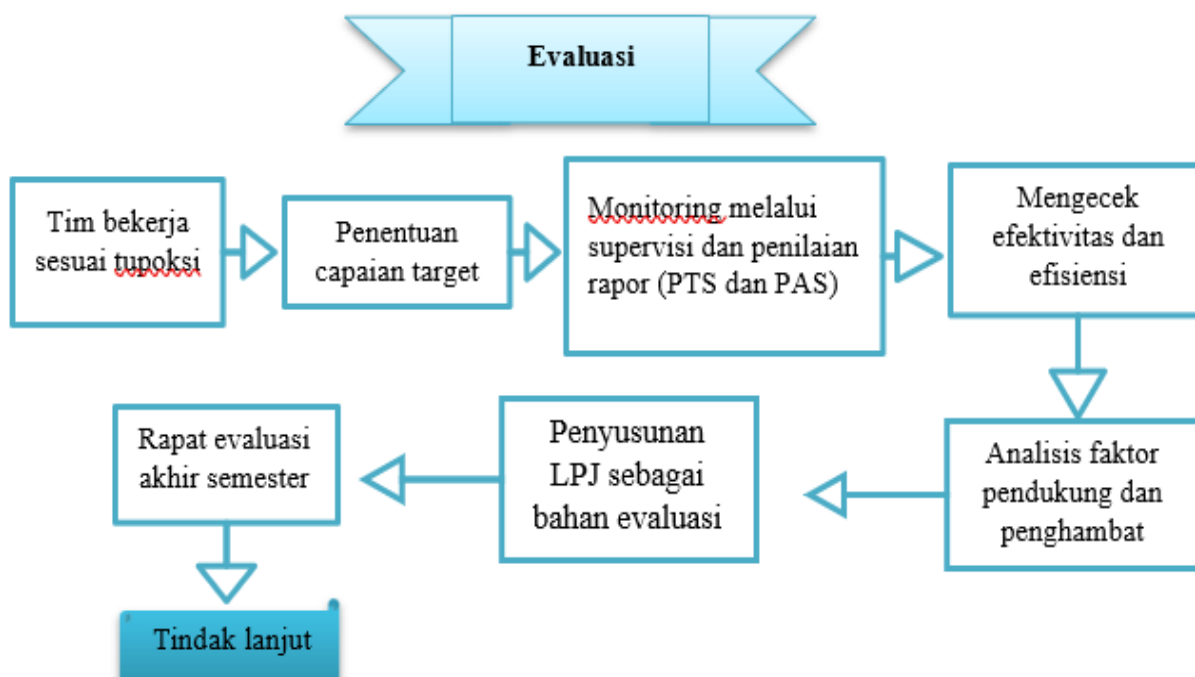 Evaluasi
Tim bekerja
sesuai tupoksi
Penentuan
capaian target
Monitoring melalui
supervisi dan penilaian
rapor (PTS dan PAS)
Mengecek
efektivitas dan
efisiensi
Analisis faktor
pendukung dan
penghambat
Penyusunan
LPJ sebagai
bahan evaluasi
Rapat evaluasi
akhir semester
Tindak lanjut